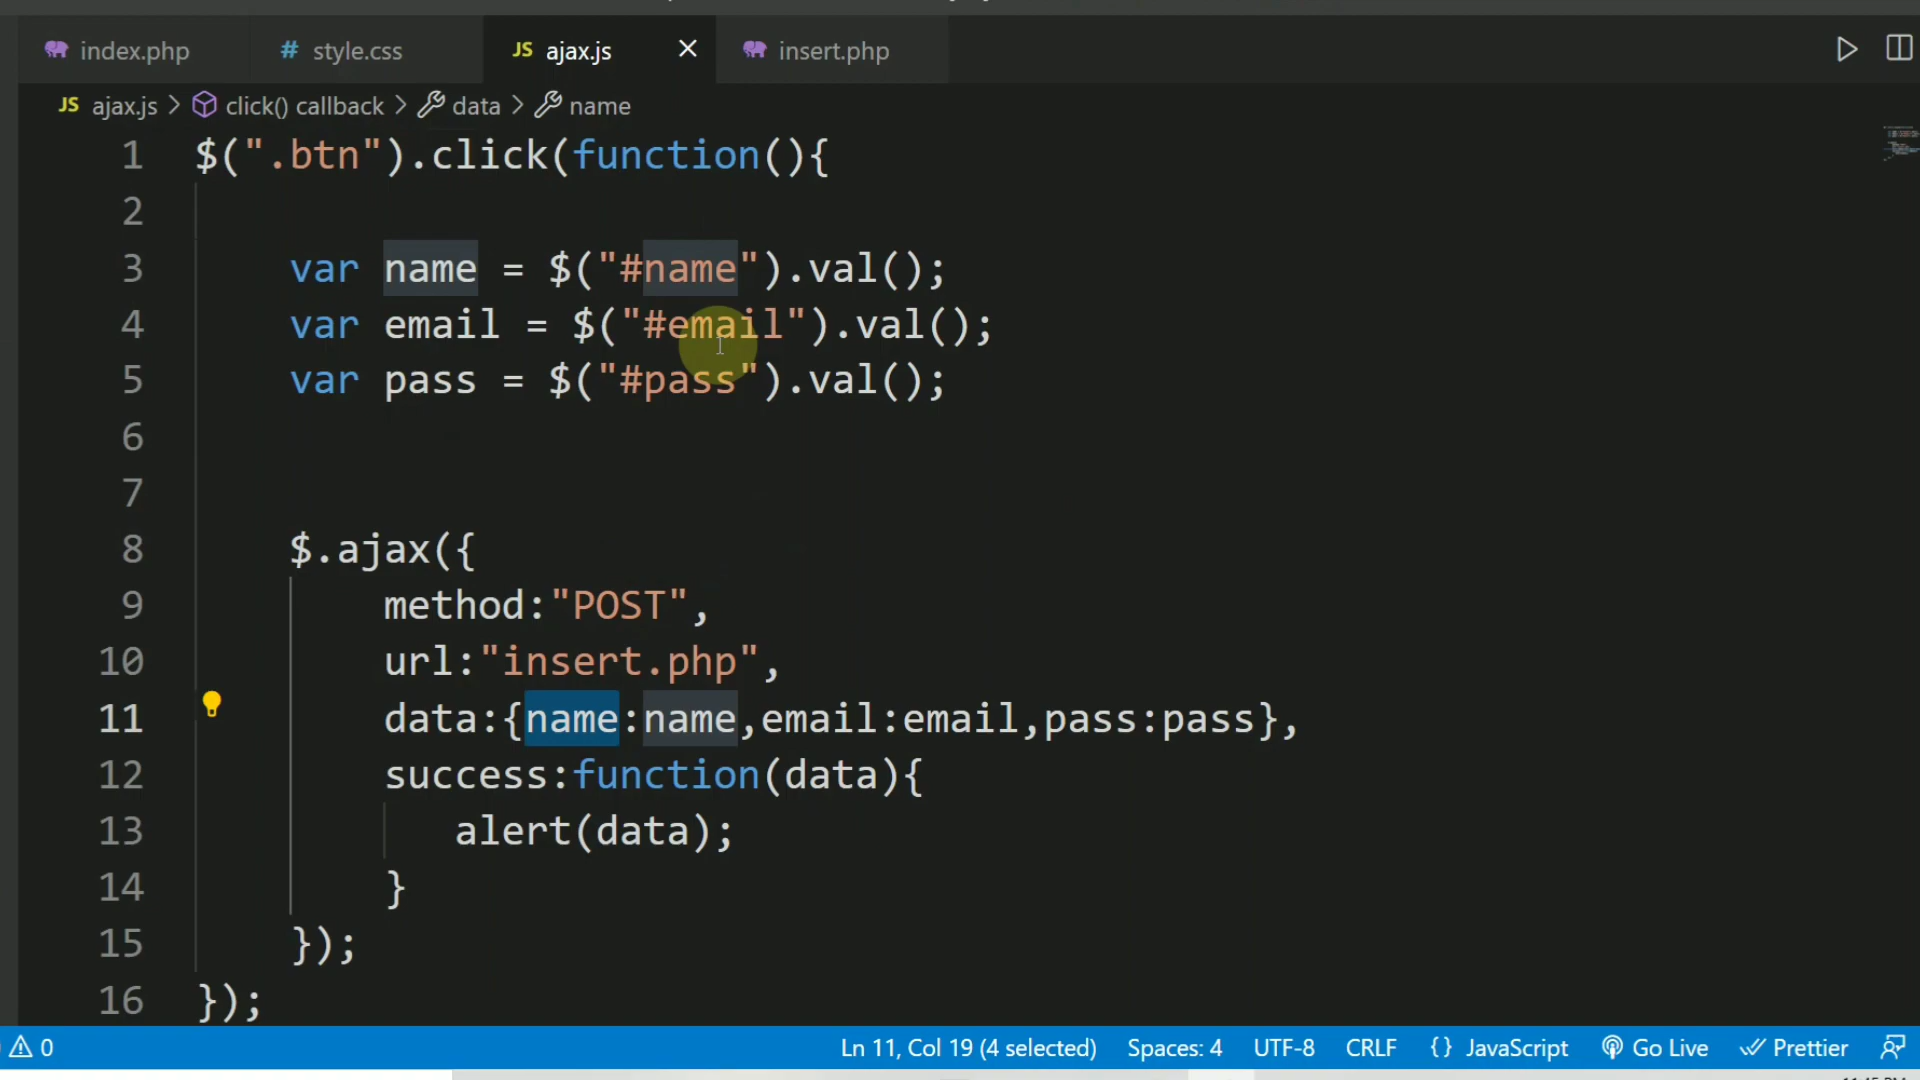 index.php
style.css
JS ajax.js
insert.php
JS ajax.js > click() callback > data > name
1 $(".btn").click(function(){
2
3 var name = $("#name").val();
4 var email = $("#email").val();
5 var pass = $("#pass").val();
6
7
8 $.ajax({
9 method:"POST",
10 url:"insert.php",
11 data:{name:name,email:email,pass:pass},
12 success:function(data){
13 alert(data);
14 }
15 });
16 });
0 Ln 11, Col 19 (4 selected) Spaces: 4 UTF-8 CRLF {} JavaScript Go Live Prettier